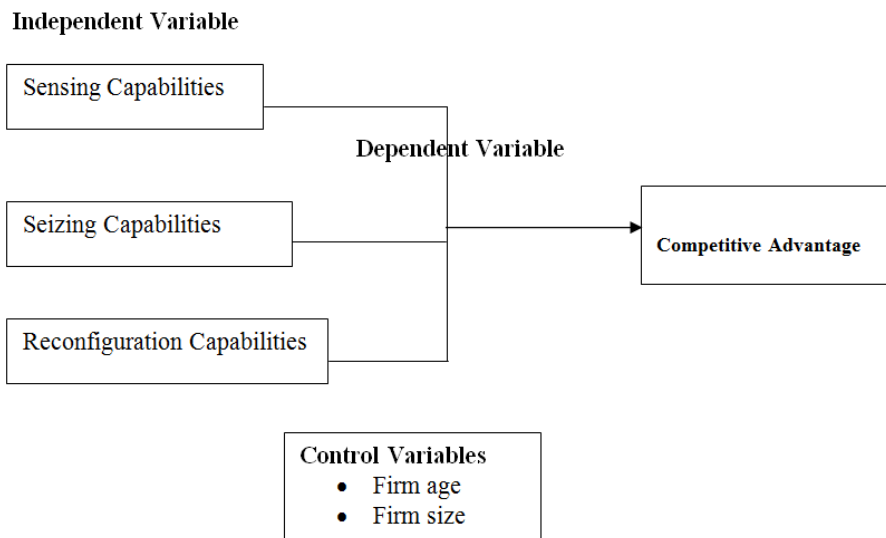 Independent Variable
Sensing Capabilities
Dependent Variable
Seizing Capabilities
Competitive Advantage
Reconfiguration Capabilities
Control Variables
• Firm age
• Firm size